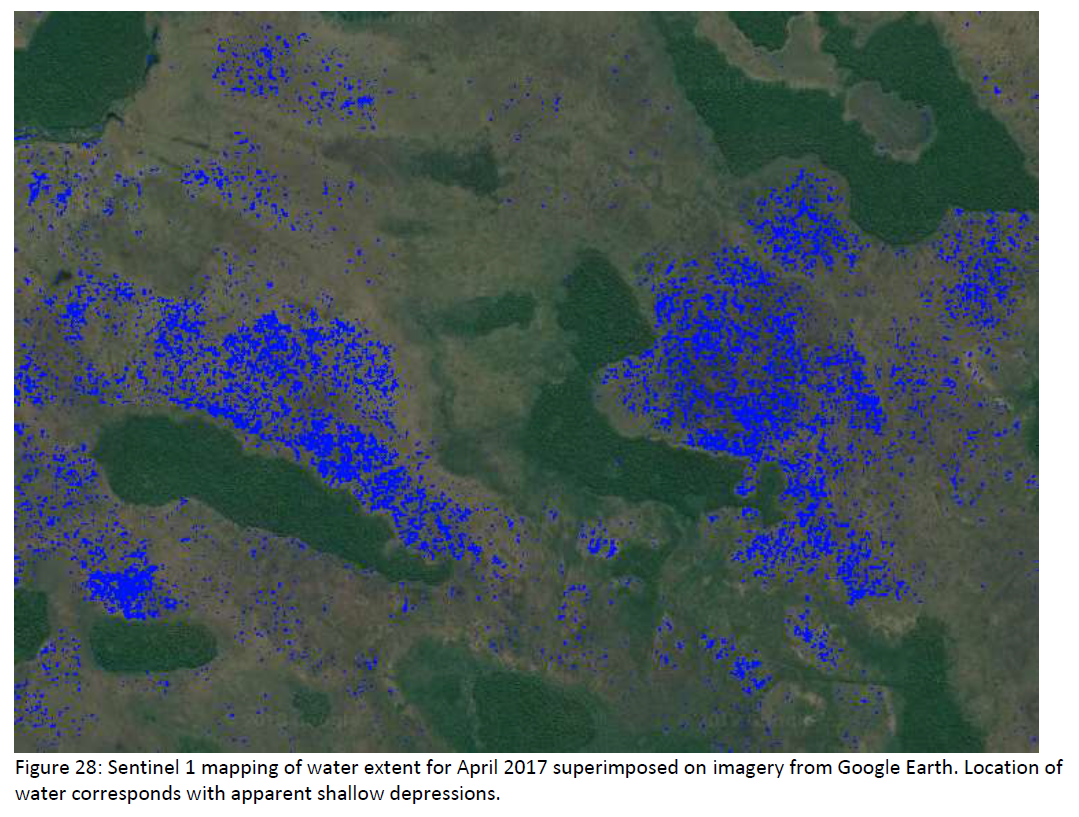 Figure 28: Sentinel 1 mapping of water extent for April 2017 superimposed on imagery from Google Earth. Location of
water corresponds with apparent shallow depressions.